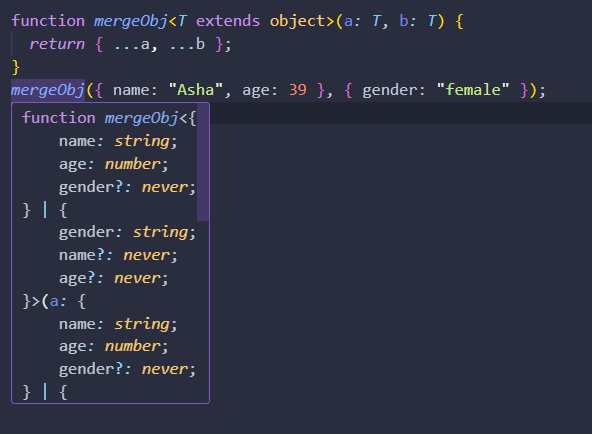 function mergeObj<T extends object>(a: T, b: T) {
  return { ...a, ...b };
}
mergeObj({ name: "Asha", age: 39 }, { gender: "female" });
function mergeObj<{
    name: string;
    age: number;
    gender?: never;
} | {
    gender: string;
    name?: never;
    age?: never;
}>(a: {
    name: string;
    age: number;
    gender?: never;
} | {